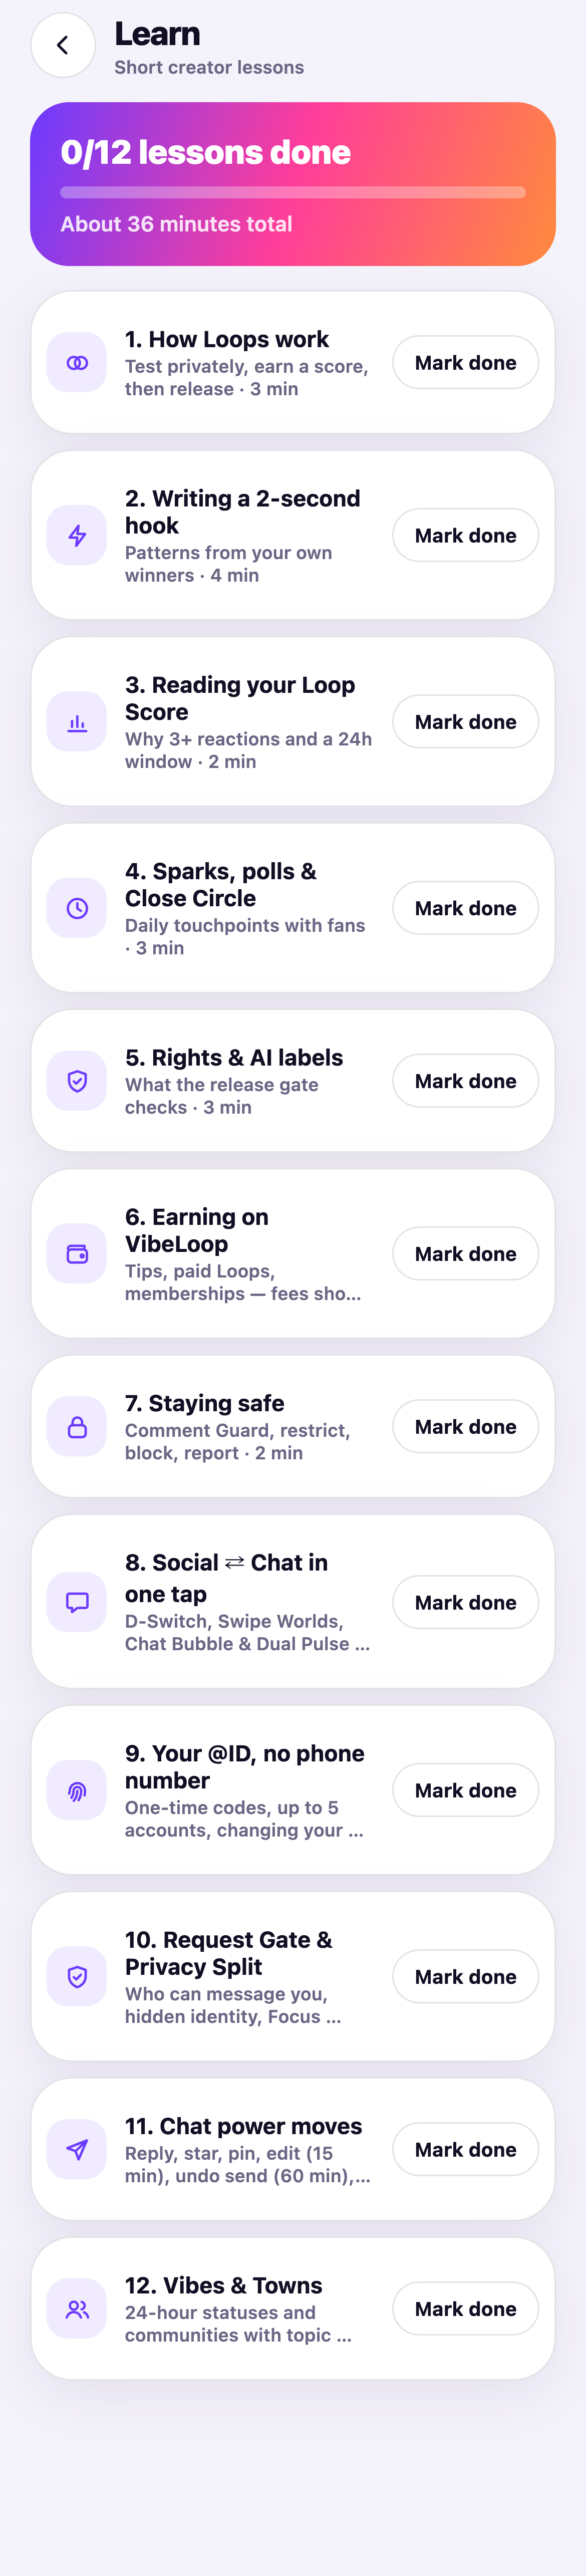 Learn
Short creator lessons
0/12 lessons done
About 36 minutes total
1. How Loops work
Test privately, earn a score,
then release · 3 min
Mark done
2. Writing a 2-second
hook
Patterns from your own
winners · 4 min
Mark done
3. Reading your Loop
Score
Why 3+ reactions and a 24h
window · 2 min
Mark done
4. Sparks, polls &
Close Circle
Daily touchpoints with fans
· 3 min
Mark done
5. Rights & AI labels
What the release gate
checks · 3 min
Mark done
6. Earning on
VibeLoop
Tips, paid Loops,
memberships — fees sho...
Mark done
7. Staying safe
Comment Guard, restrict,
block, report · 2 min
Mark done
8. Social ⇄ Chat in
one tap
D-Switch, Swipe Worlds,
Chat Bubble & Dual Pulse ...
Mark done
9. Your @ID, no phone
number
One-time codes, up to 5
accounts, changing your ...
Mark done
10. Request Gate &
Privacy Split
Who can message you,
hidden identity, Focus ...
Mark done
11. Chat power moves
Reply, star, pin, edit (15
min), undo send (60 min),...
Mark done
12. Vibes & Towns
24-hour statuses and
communities with topic ...
Mark done